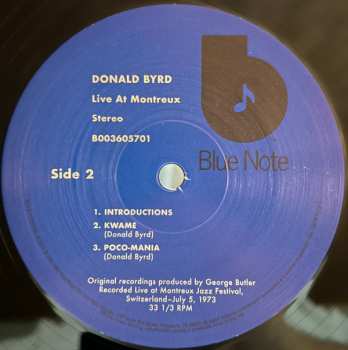 DONALD BYRD
Live At Montreux
Stereo
B003605701
Blue Note
Side 2
1. INTRODUCTIONS
2. KWAME
(Donald Byrd)
3. POCO-MANIA
(Donald Byrd)
Original recordings produced by George Butler
Recorded Live at Montreux Jazz Festival,
Switzerland–July 5, 1973
33 1/3 RPM